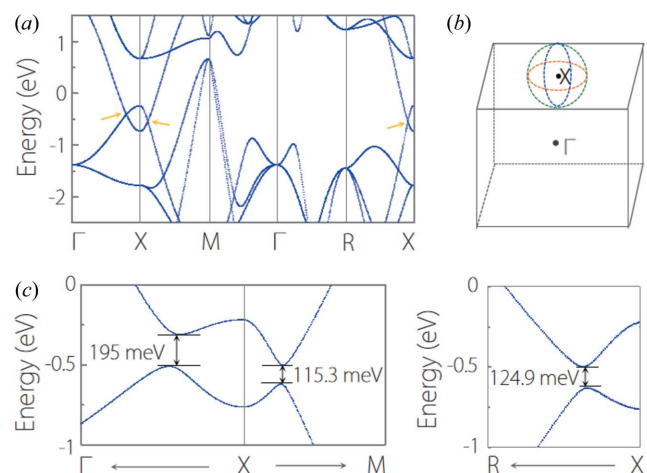 (a)
Energy (eV)
1
0
-1
-2
Γ X M Γ R X
(b)
X
Γ
(c)
Energy (eV)
0
-0.5
-1
195 meV
115.3 meV
Γ X M
Energy (eV)
0
-0.5
-1
124.9 meV
R X